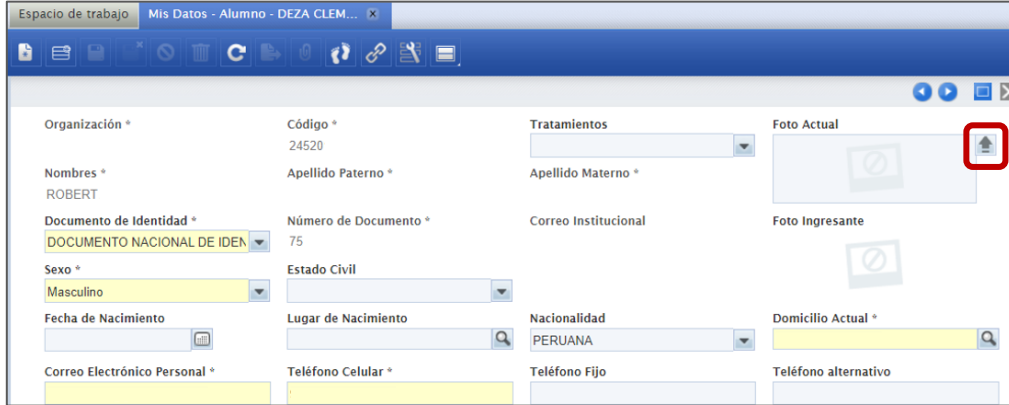 Espacio de trabajo Mis Datos - Alumno - DEZA CLEM...
Organización * Código * Tratamientos Foto Actual
24520
Nombres * Apellido Paterno * Apellido Materno *
ROBERT
Documento de Identidad * Número de Documento * Correo Institucional Foto Ingresante
DOCUMENTO NACIONAL DE IDEN 75
Sexo * Estado Civil
Masculino
Fecha de Nacimiento Lugar de Nacimiento Nacionalidad Domicilio Actual *
PERUANA
Correo Electrónico Personal * Teléfono Celular * Teléfono Fijo Teléfono alternativo